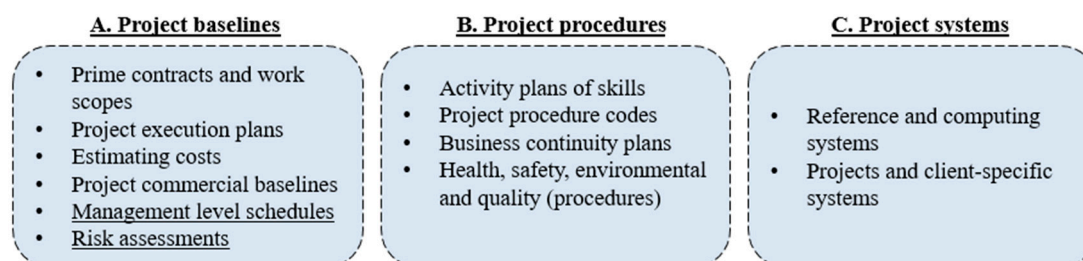 A. Project baselines
• Prime contracts and work
scopes
• Project execution plans
• Estimating costs
• Project commercial baselines
• Management level schedules
• Risk assessments
B. Project procedures
• Activity plans of skills
• Project procedure codes
• Business continuity plans
• Health, safety, environmental
and quality (procedures)
C. Project systems
• Reference and computing
systems
• Projects and client-specific
systems